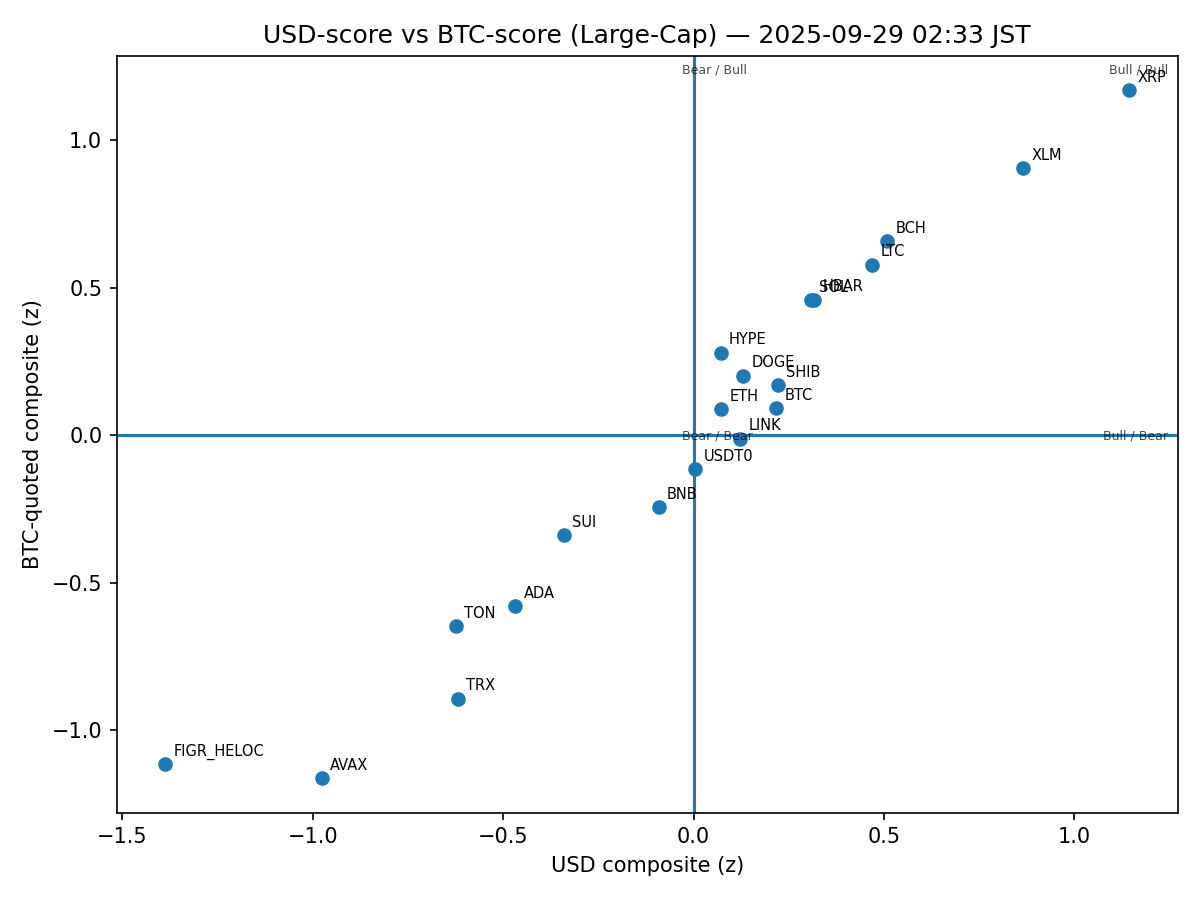 USD-score vs BTC-score (Large-Cap) — 2025-09-29 02:33 JST
Bear / Bull
Bull / Bull
XRP
XLM
BCH
LTC
SOL
HBAR
HYPE
DOGE
SHIB
ETH
BTC
LINK
Bear / Bear
Bull / Bear
USDT0
BNB
SUI
ADA
TON
TRX
FIGR_HELOC
AVAX
1.0
0.5
0.0
−0.5
−1.0
BTC-quoted composite (z)
−1.5
−1.0
−0.5
0.0
0.5
1.0
USD composite (z)